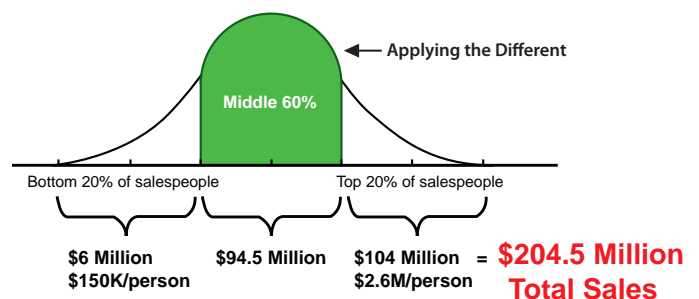 Applying the Different
Middle 60%
Bottom 20% of salespeople
Top 20% of salespeople
$6 Million
$150K/person
$94.5 Million
$104 Million
$2.6M/person
= $204.5 Million
Total Sales